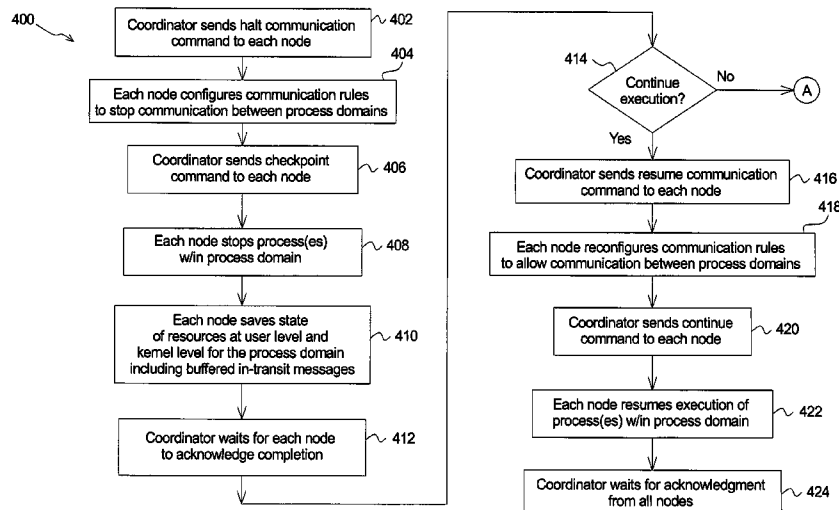 400
Coordinator sends halt communication
command to each node
402
404
Each node configures communication rules
to stop communication between process domains
Coordinator sends checkpoint
command to each node
406
Each node stops process(es)
w/in process domain
408
Each node saves state
of resources at user level and
kernel level for the process domain
including buffered in-transit messages
410
Coordinator waits for each node
to acknowledge completion
412
414
Continue
execution?
No
A
Yes
Coordinator sends resume communication
command to each node
416
418
Each node reconfigures communication rules
to allow communication between process domains
Coordinator sends continue
command to each node
420
Each node resumes execution of
process(es) w/in process domain
422
Coordinator waits for acknowledgment
from all nodes
424